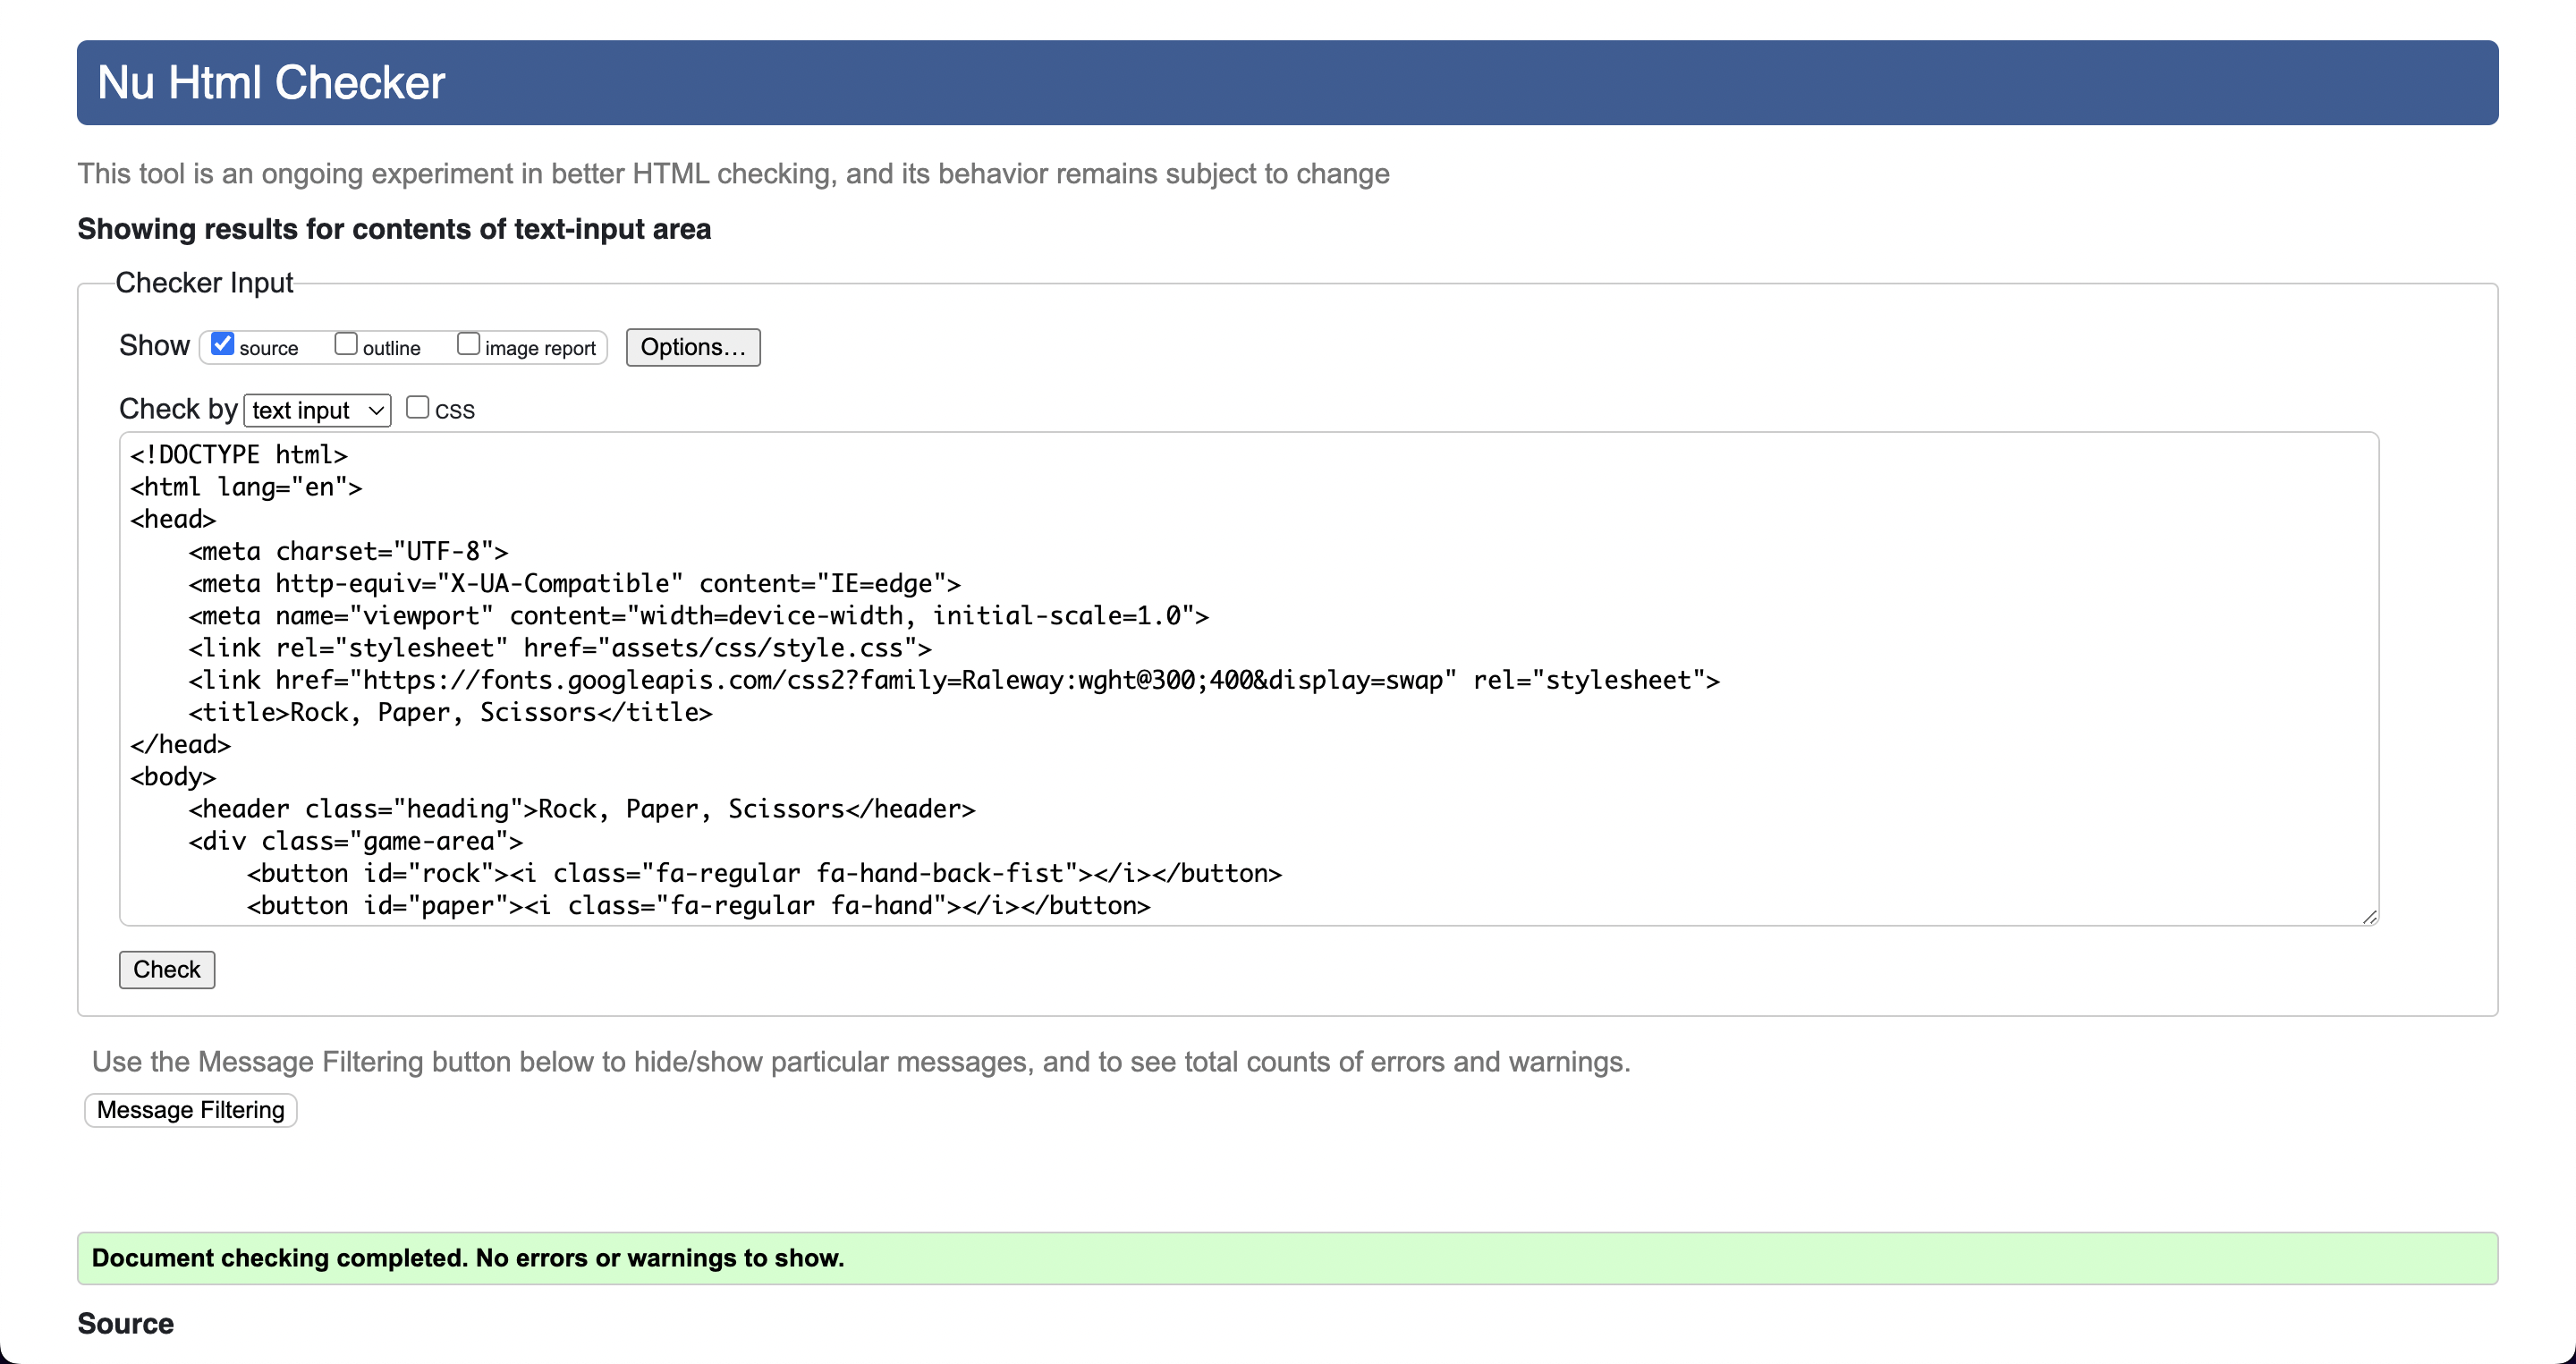 Nu Html Checker
This tool is an ongoing experiment in better HTML checking, and its behavior remains subject to change
Showing results for contents of text-input area
Checker Input
Show source outline image report Options...
Check by text input CSS
<!DOCTYPE html>
<html lang="en">
<head>
    <meta charset="UTF-8">
    <meta http-equiv="X-UA-Compatible" content="IE=edge">
    <meta name="viewport" content="width=device-width, initial-scale=1.0">
    <link rel="stylesheet" href="assets/css/style.css">
    <link href="https://fonts.googleapis.com/css2?family=Raleway:wght@300;400&display=swap" rel="stylesheet">
    <title>Rock, Paper, Scissors</title>
</head>
<body>
    <header class="heading">Rock, Paper, Scissors</header>
    <div class="game-area">
        <button id="rock"><i class="fa-regular fa-hand-back-fist"></i></button>
        <button id="paper"><i class="fa-regular fa-hand"></i></button>
Check
Use the Message Filtering button below to hide/show particular messages, and to see total counts of errors and warnings.
Message Filtering
Document checking completed. No errors or warnings to show.
Source